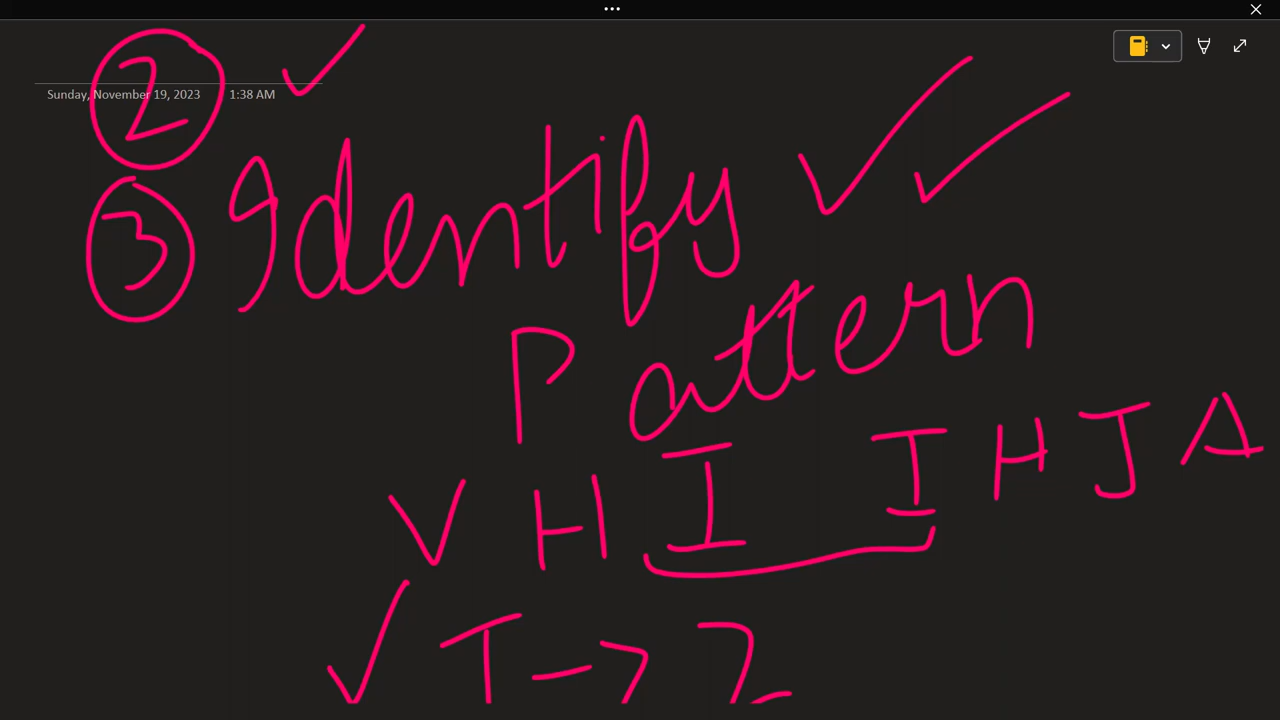 Sunday, November 19, 2023 1:38 AM
2
3 Identify
Pattern
V H I I H J A
T → 2